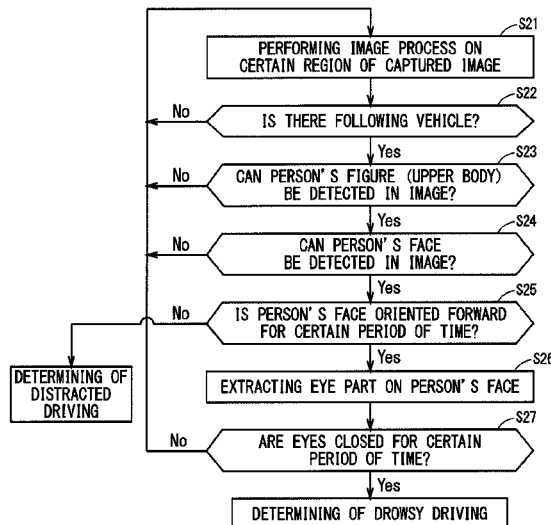 S21
PERFORMING IMAGE PROCESS ON
CERTAIN REGION OF CAPTURED IMAGE
S22
No
IS THERE FOLLOWING VEHICLE?
Yes
S23
No
CAN PERSON'S FIGURE (UPPER BODY)
BE DETECTED IN IMAGE?
Yes
S24
No
CAN PERSON'S FACE
BE DETECTED IN IMAGE?
Yes
S25
No
IS PERSON'S FACE ORIENTED FORWARD
FOR CERTAIN PERIOD OF TIME?
Yes
DETERMINING OF
DISTRACTED
DRIVING
S26
EXTRACTING EYE PART ON PERSON'S FACE
S27
No
ARE EYES CLOSED FOR CERTAIN
PERIOD OF TIME?
Yes
DETERMINING OF DROWSY DRIVING